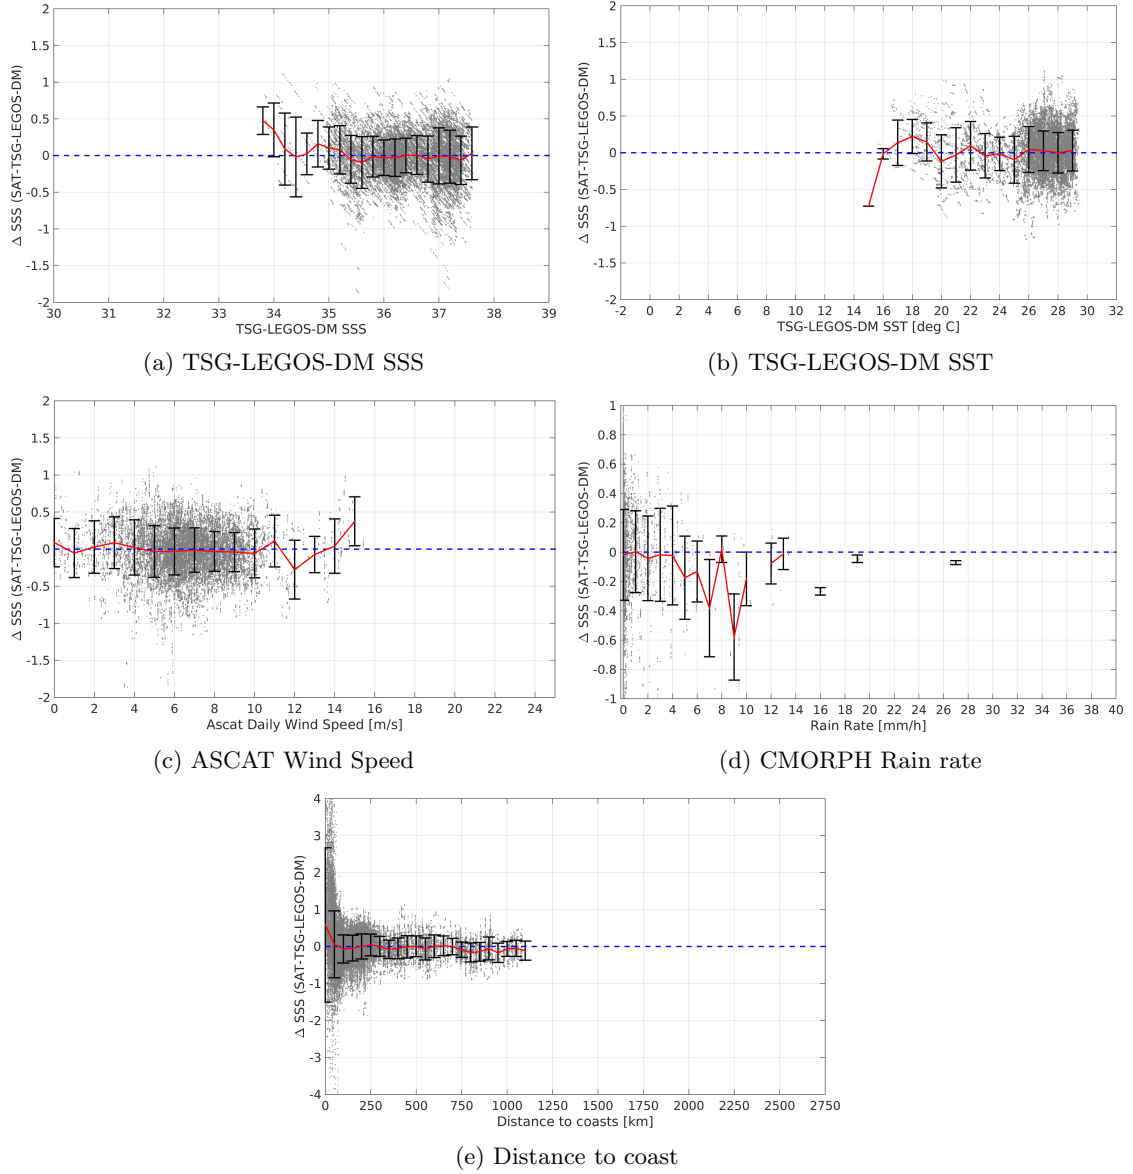 2
1.5
1
0.5
0
-0.5
-1
-1.5
-2
Δ SSS (SAT-TSG-LEGOS-DM)
30 31 32 33 34 35 36 37 38 39
TSG-LEGOS-DM SSS
(a) TSG-LEGOS-DM SSS
2
1.5
1
0.5
0
-0.5
-1
-1.5
-2
Δ SSS (SAT-TSG-LEGOS-DM)
-2 0 2 4 6 8 10 12 14 16 18 20 22 24 26 28 30 32
TSG-LEGOS-DM SST [deg C]
(b) TSG-LEGOS-DM SST
2
1.5
1
0.5
0
-0.5
-1
-1.5
-2
Δ SSS (SAT-TSG-LEGOS-DM)
0 2 4 6 8 10 12 14 16 18 20 22 24
Ascat Daily Wind Speed [m/s]
(c) ASCAT Wind Speed
1
0.8
0.6
0.4
0.2
0
-0.2
-0.4
-0.6
-0.8
-1
Δ SSS (SAT-TSG-LEGOS-DM)
0 2 4 6 8 10 12 14 16 18 20 22 24 26 28 30 32 34 36 38 40
Rain Rate [mm/h]
(d) CMORPH Rain rate
4
3
2
1
0
-1
-2
-3
-4
Δ SSS (SAT-TSG-LEGOS-DM)
0 250 500 750 1000 1250 1500 1750 2000 2250 2500 2750
Distance to coasts [km]
(e) Distance to coast